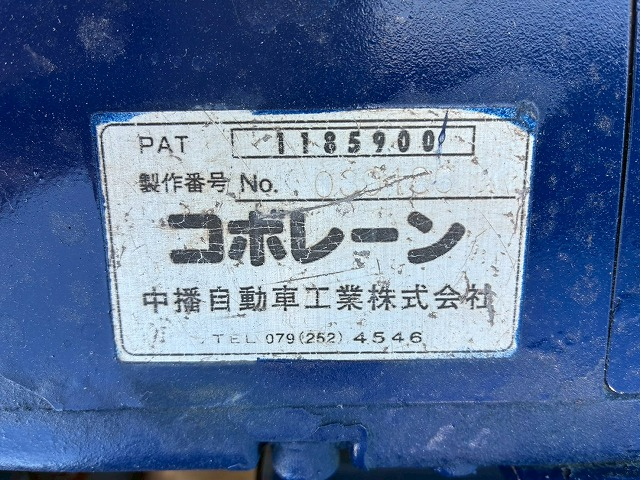 PAT 1185900
製作番号 No.
コボレーン
中播自動車工業株式会社
TEL 079(252)4546